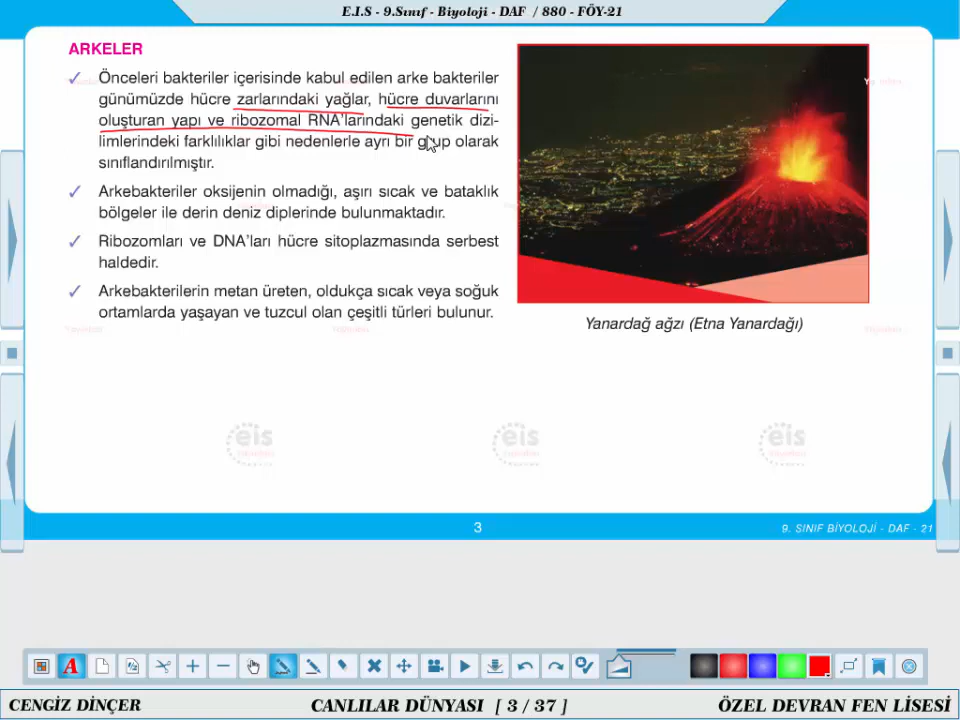 E.I.S - 9.Sınıf - Biyoloji - DAF / 880 - FÖY-21
ARKELER
✓ Önceleri bakteriler içerisinde kabul edilen arke bakteriler
günümüzde hücre zarlarındaki yağlar, hücre duvarlarını
oluşturan yapı ve ribozomal RNA'larındaki genetik dizi-
limlerindeki farklılıklar gibi nedenlerle ayrı bir grup olarak
sınıflandırılmıştır.
✓ Arkebakteriler oksijenin olmadığı, aşırı sıcak ve bataklık
bölgeler ile derin deniz diplerinde bulunmaktadır.
✓ Ribozomları ve DNA'ları hücre sitoplazmasında serbest
haldedir.
✓ Arkebakterilerin metan üreten, oldukça sıcak veya soğuk
ortamlarda yaşayan ve tuzcul olan çeşitli türleri bulunur.
Yanardağ ağzı (Etna Yanardağı)
eis eis eis
3
9. SINIF BİYOLOJİ - DAF - 21
A
CENGİZ DİNÇER
CANLILAR DÜNYASI [ 3 / 37 ]
ÖZEL DEVRAN FEN LİSESİ